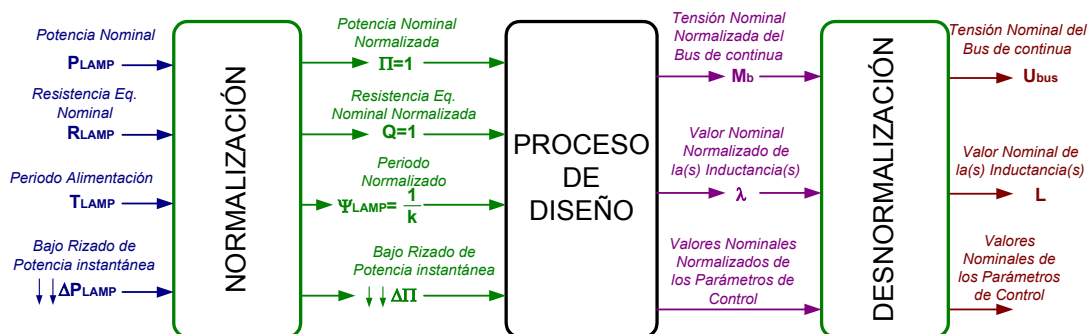 Potencia Nominal
PLAMP
Resistencia Eq.
Nominal
RLAMP
Periodo Alimentación
TLAMP
Bajo Rizado de
Potencia instantánea
↓↓ΔPLAMP
NORMALIZACIÓN
Potencia Nominal
Normalizada
Π=1
Resistencia Eq.
Nominal Normalizada
Q=1
Periodo
Normalizado
ΨLAMP= 1/k
Bajo Rizado de
Potencia instantánea
↓↓ΔΠ
PROCESO
DE
DISEÑO
Tensión Nominal
Normalizada del
Bus de continua
Mb
Valor Nominal
Normalizado de
la(s) Inductancia(s)
λ
Valores Nominales
Normalizados de
los Parámetros de
Control
DESNORMALIZACIÓN
Tensión Nominal del
Bus de continua
Ubus
Valor Nominal de
la(s) Inductancia(s)
L
Valores
Nominales de
los Parámetros
de Control